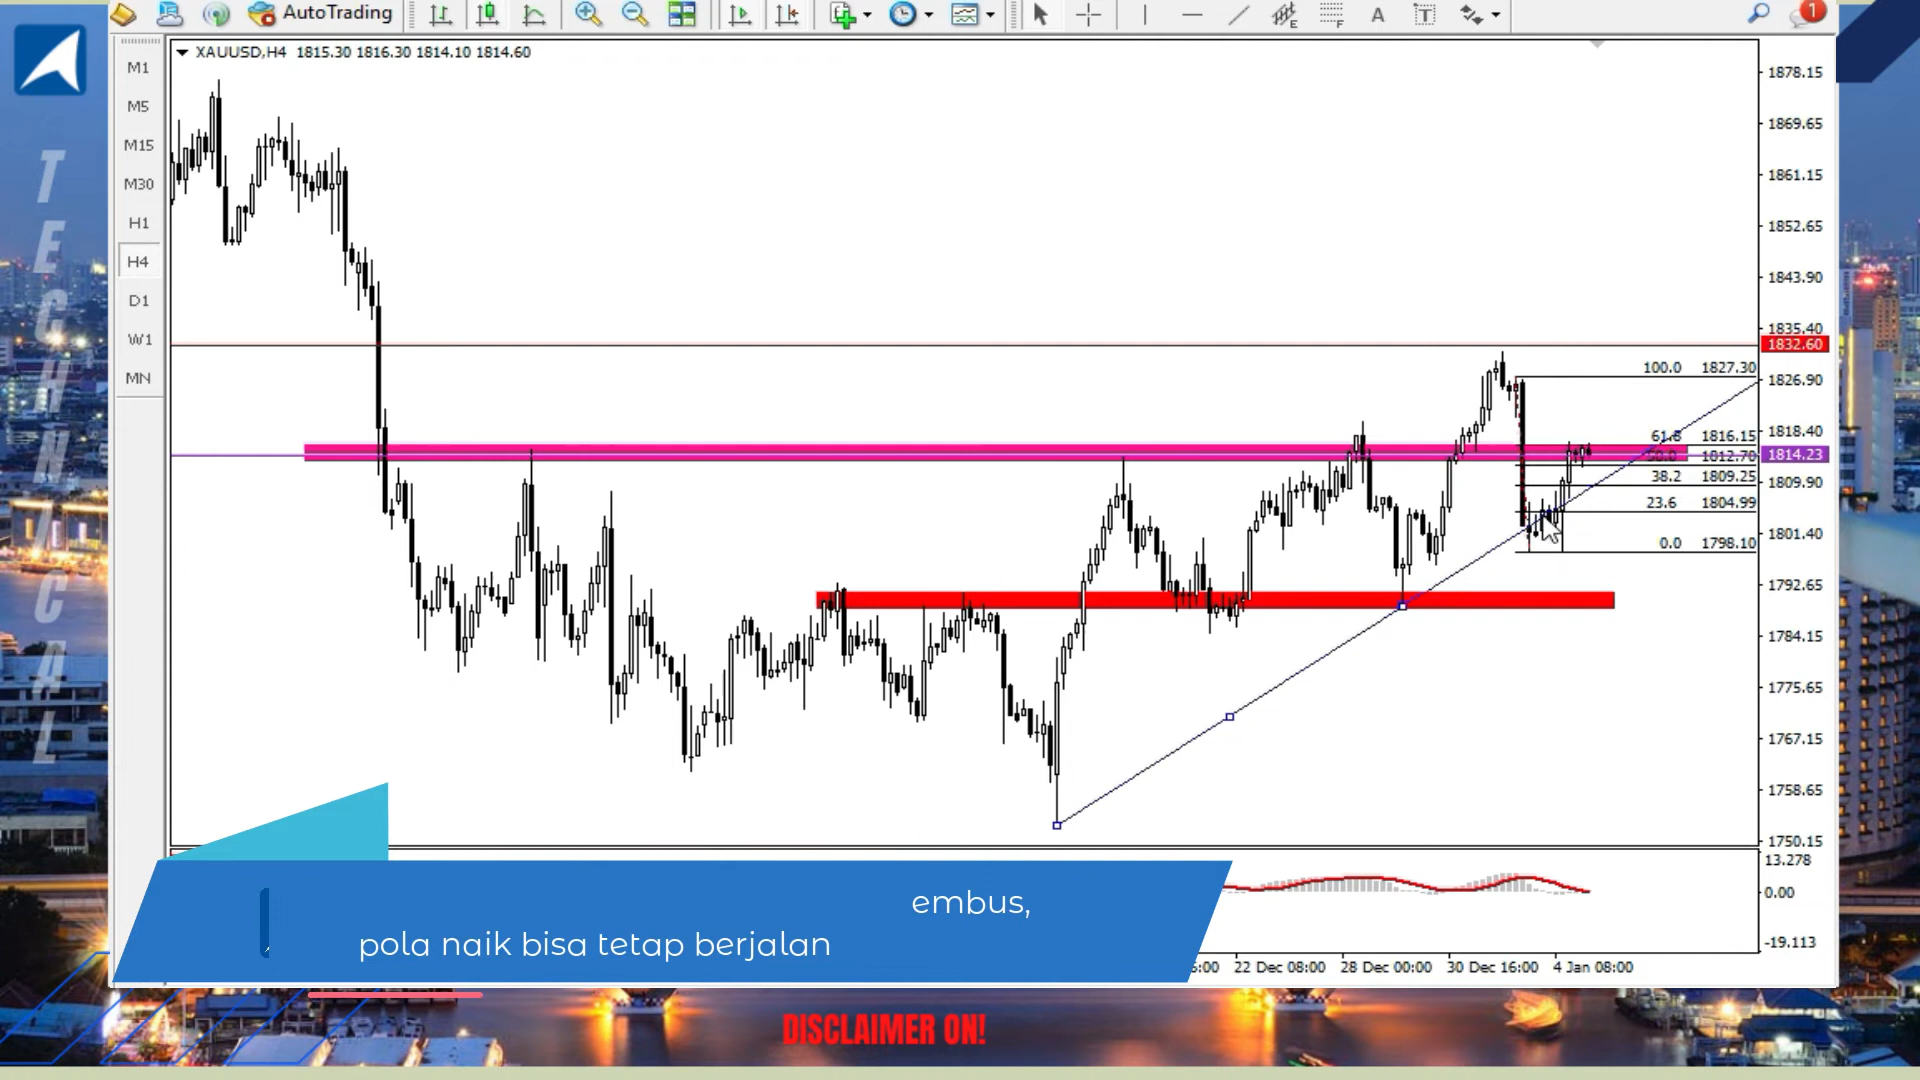 AutoTrading
1
XAUUSD,H4 1815.30 1816.30 1814.10 1814.60
M1
M5
M15
M30
H1
H4
D1
W1
MN
TECHNICAL
1878.15
1869.65
1861.15
1852.65
1843.90
1835.40
1832.60
100.0 1827.30
1826.90
1818.40
61.8 1816.15
50.0 1812.70
1814.23
38.2 1809.25
1809.90
23.6 1804.99
1801.40
0.0 1798.10
1792.65
1784.15
1775.65
1767.15
1758.65
1750.15
13.278
0.00
-19.113
embus,
pola naik bisa tetap berjalan
22 Dec 08:00 28 Dec 00:00 30 Dec 16:00 4 Jan 08:00
DISCLAIMER ON!